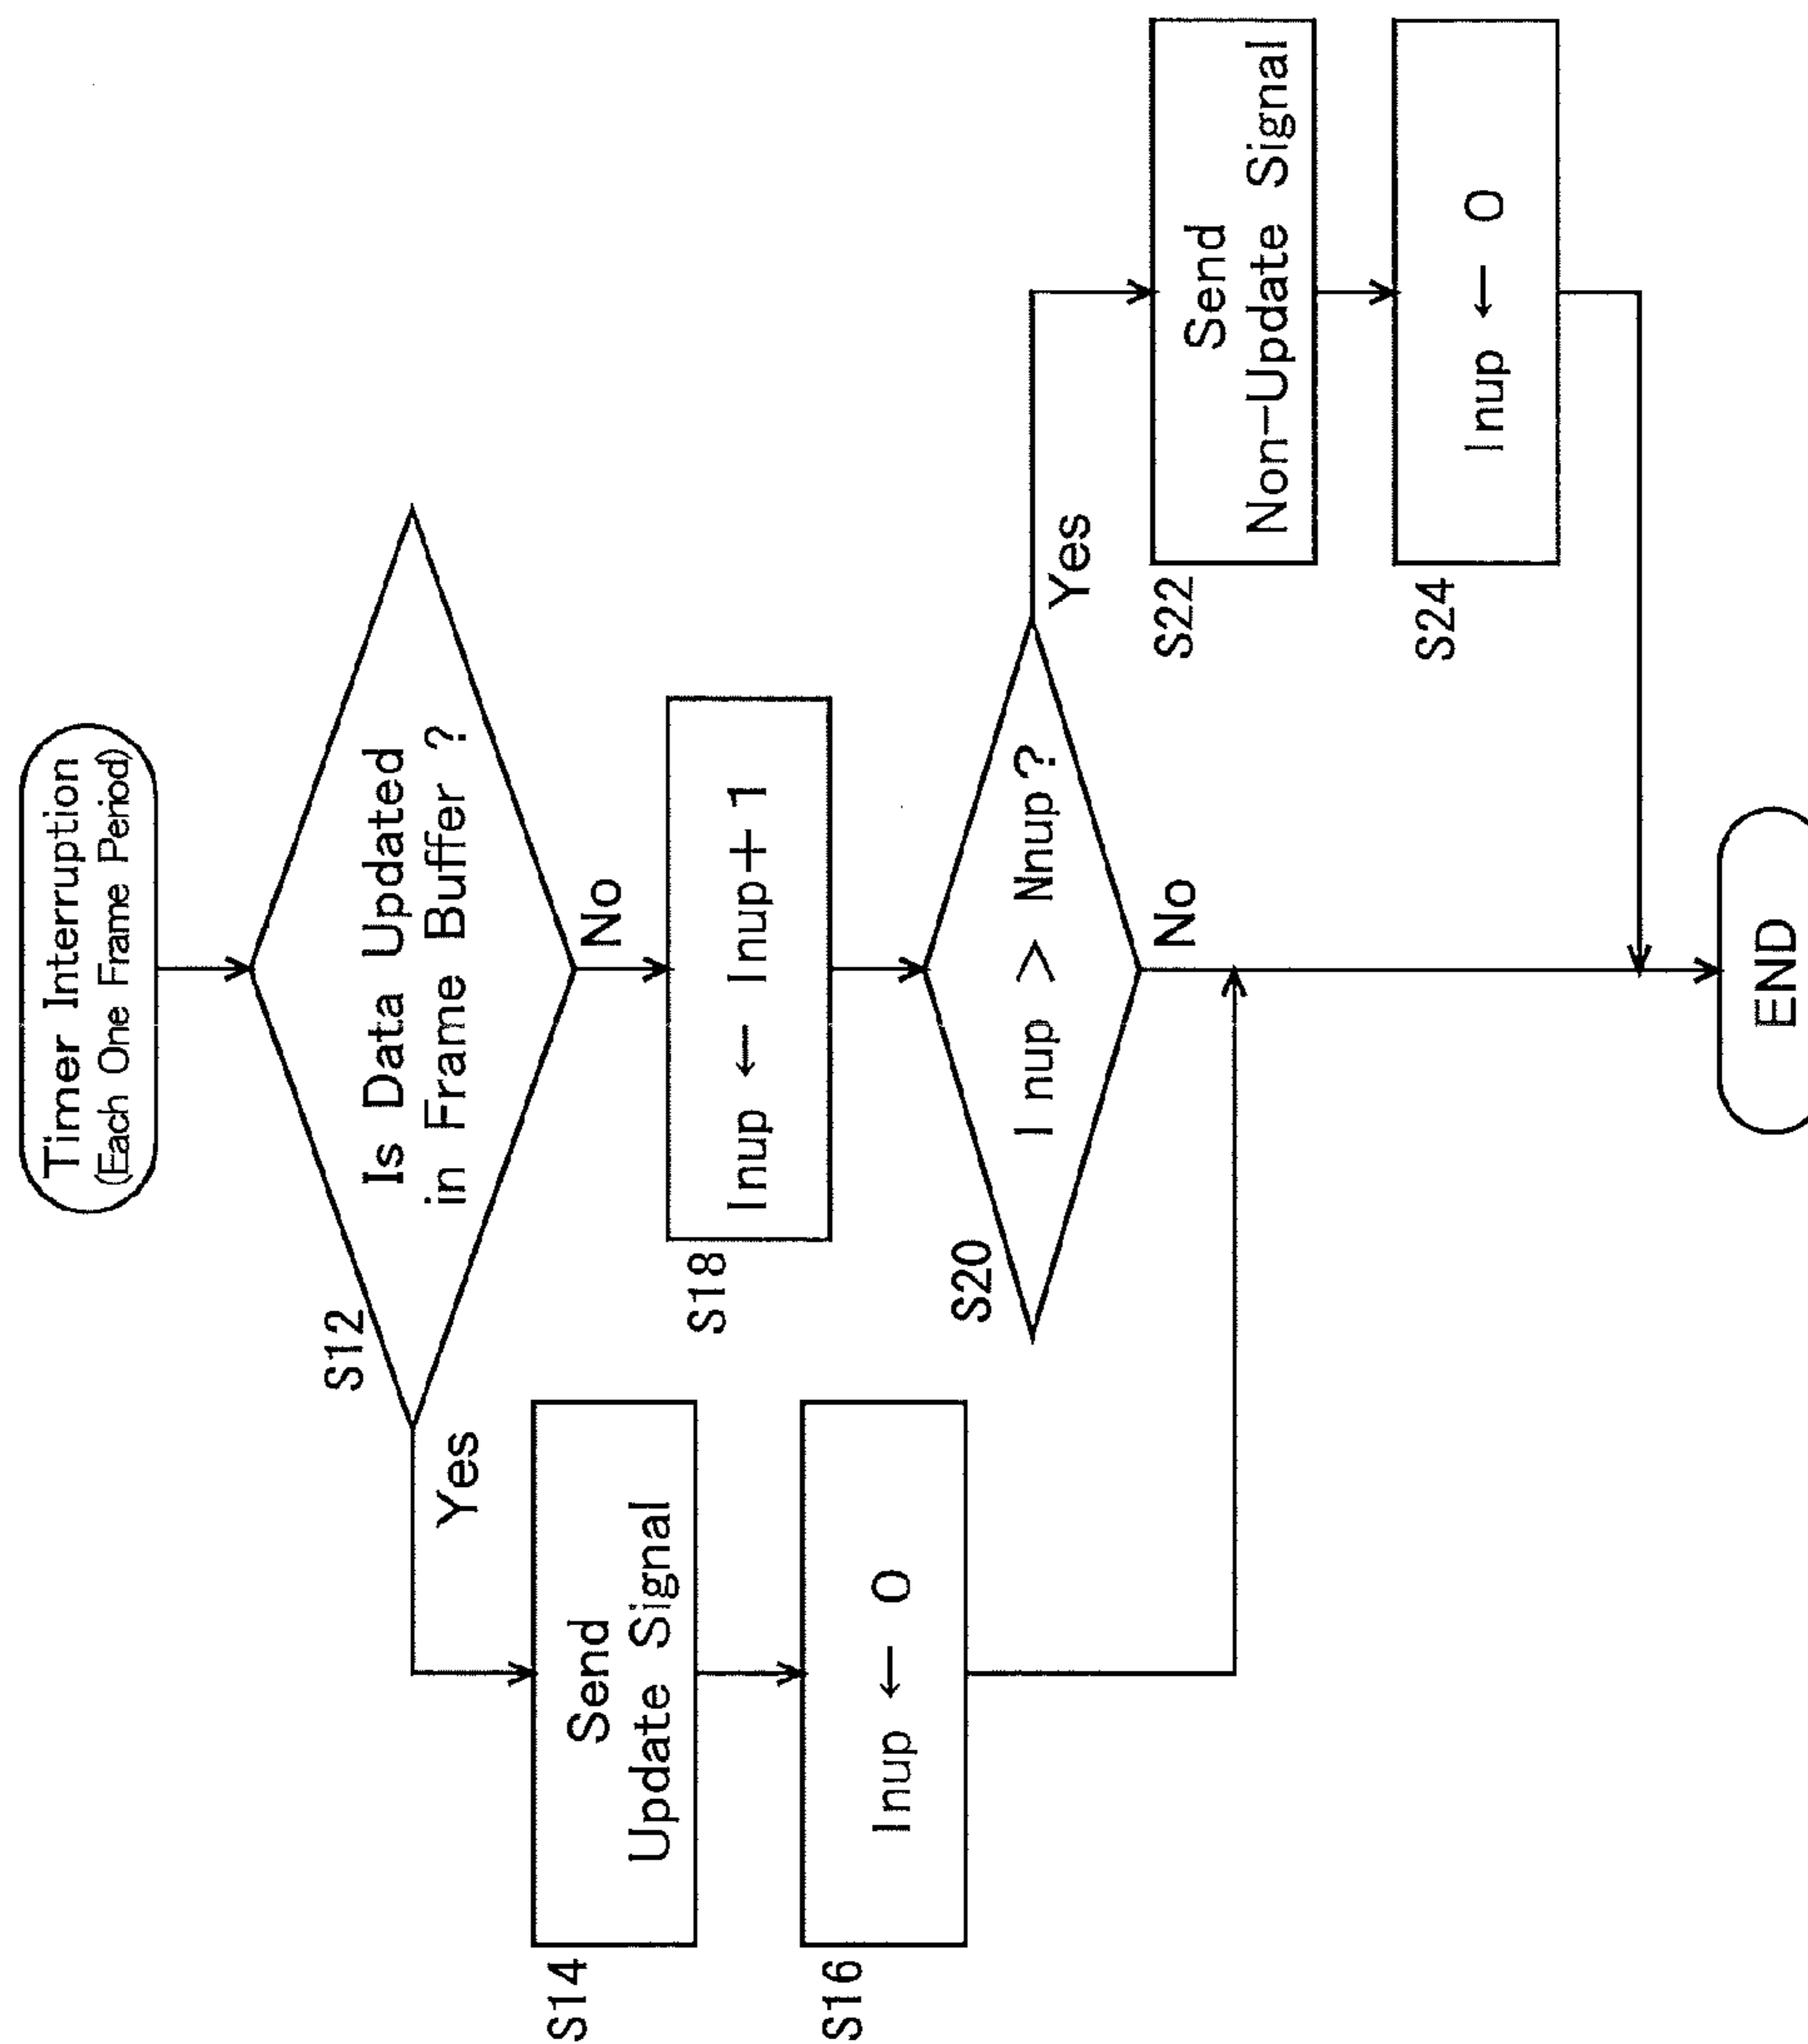 Timer Interruption
(Each One Frame Period)
S12
Is Data Updated
in Frame Buffer ?
Yes
No
S14
Send
Update Signal
S16
Inup ← 0
S18
Inup ← Inup+1
S20
Inup > Nnup?
Yes
No
S22
Send
Non-Update Signal
S24
Inup ← 0
END